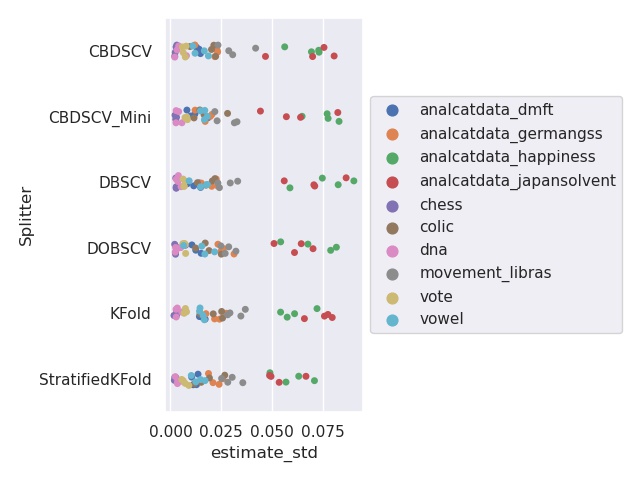 CBDSCV
CBDSCV_Mini
DBSCV
DOBSCV
KFold
StratifiedKFold
Splitter
0.000 0.025 0.050 0.075
estimate_std
analcatdata_dmft
analcatdata_germangss
analcatdata_happiness
analcatdata_japansolvent
chess
colic
dna
movement_libras
vote
vowel